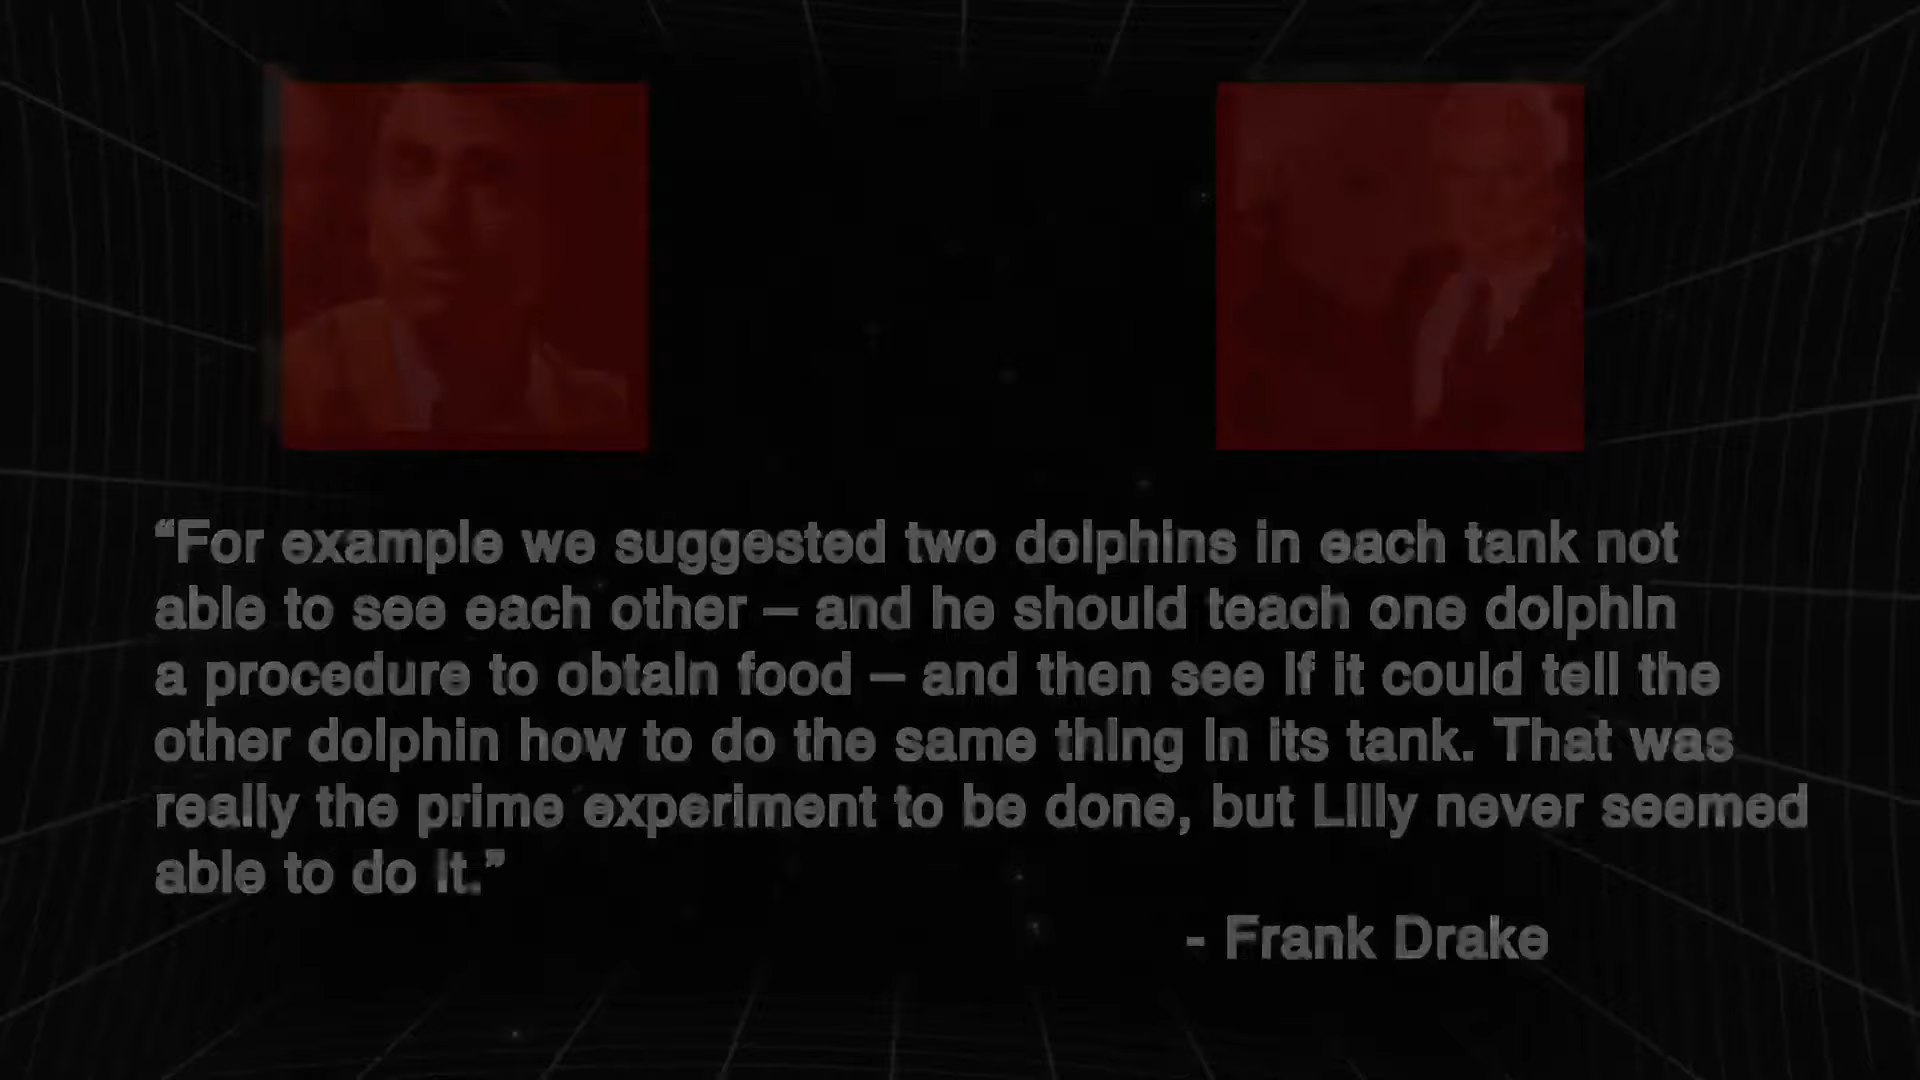 “For example we suggested two dolphins in each tank not
able to see each other – and he should teach one dolphin
a procedure to obtain food – and then see if it could tell the
other dolphin how to do the same thing in its tank. That was
really the prime experiment to be done, but Lilly never seemed
able to do it.”
- Frank Drake